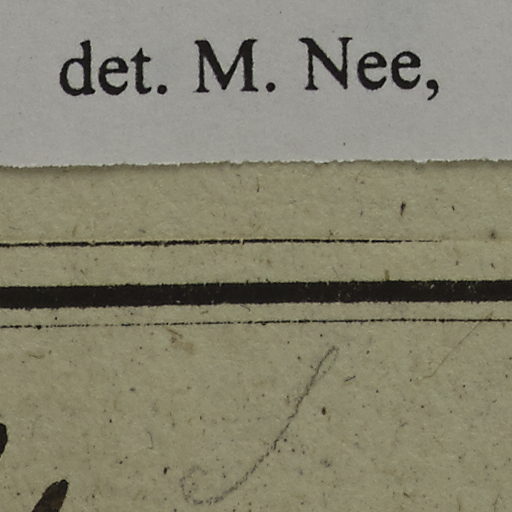 det. M. Nee,